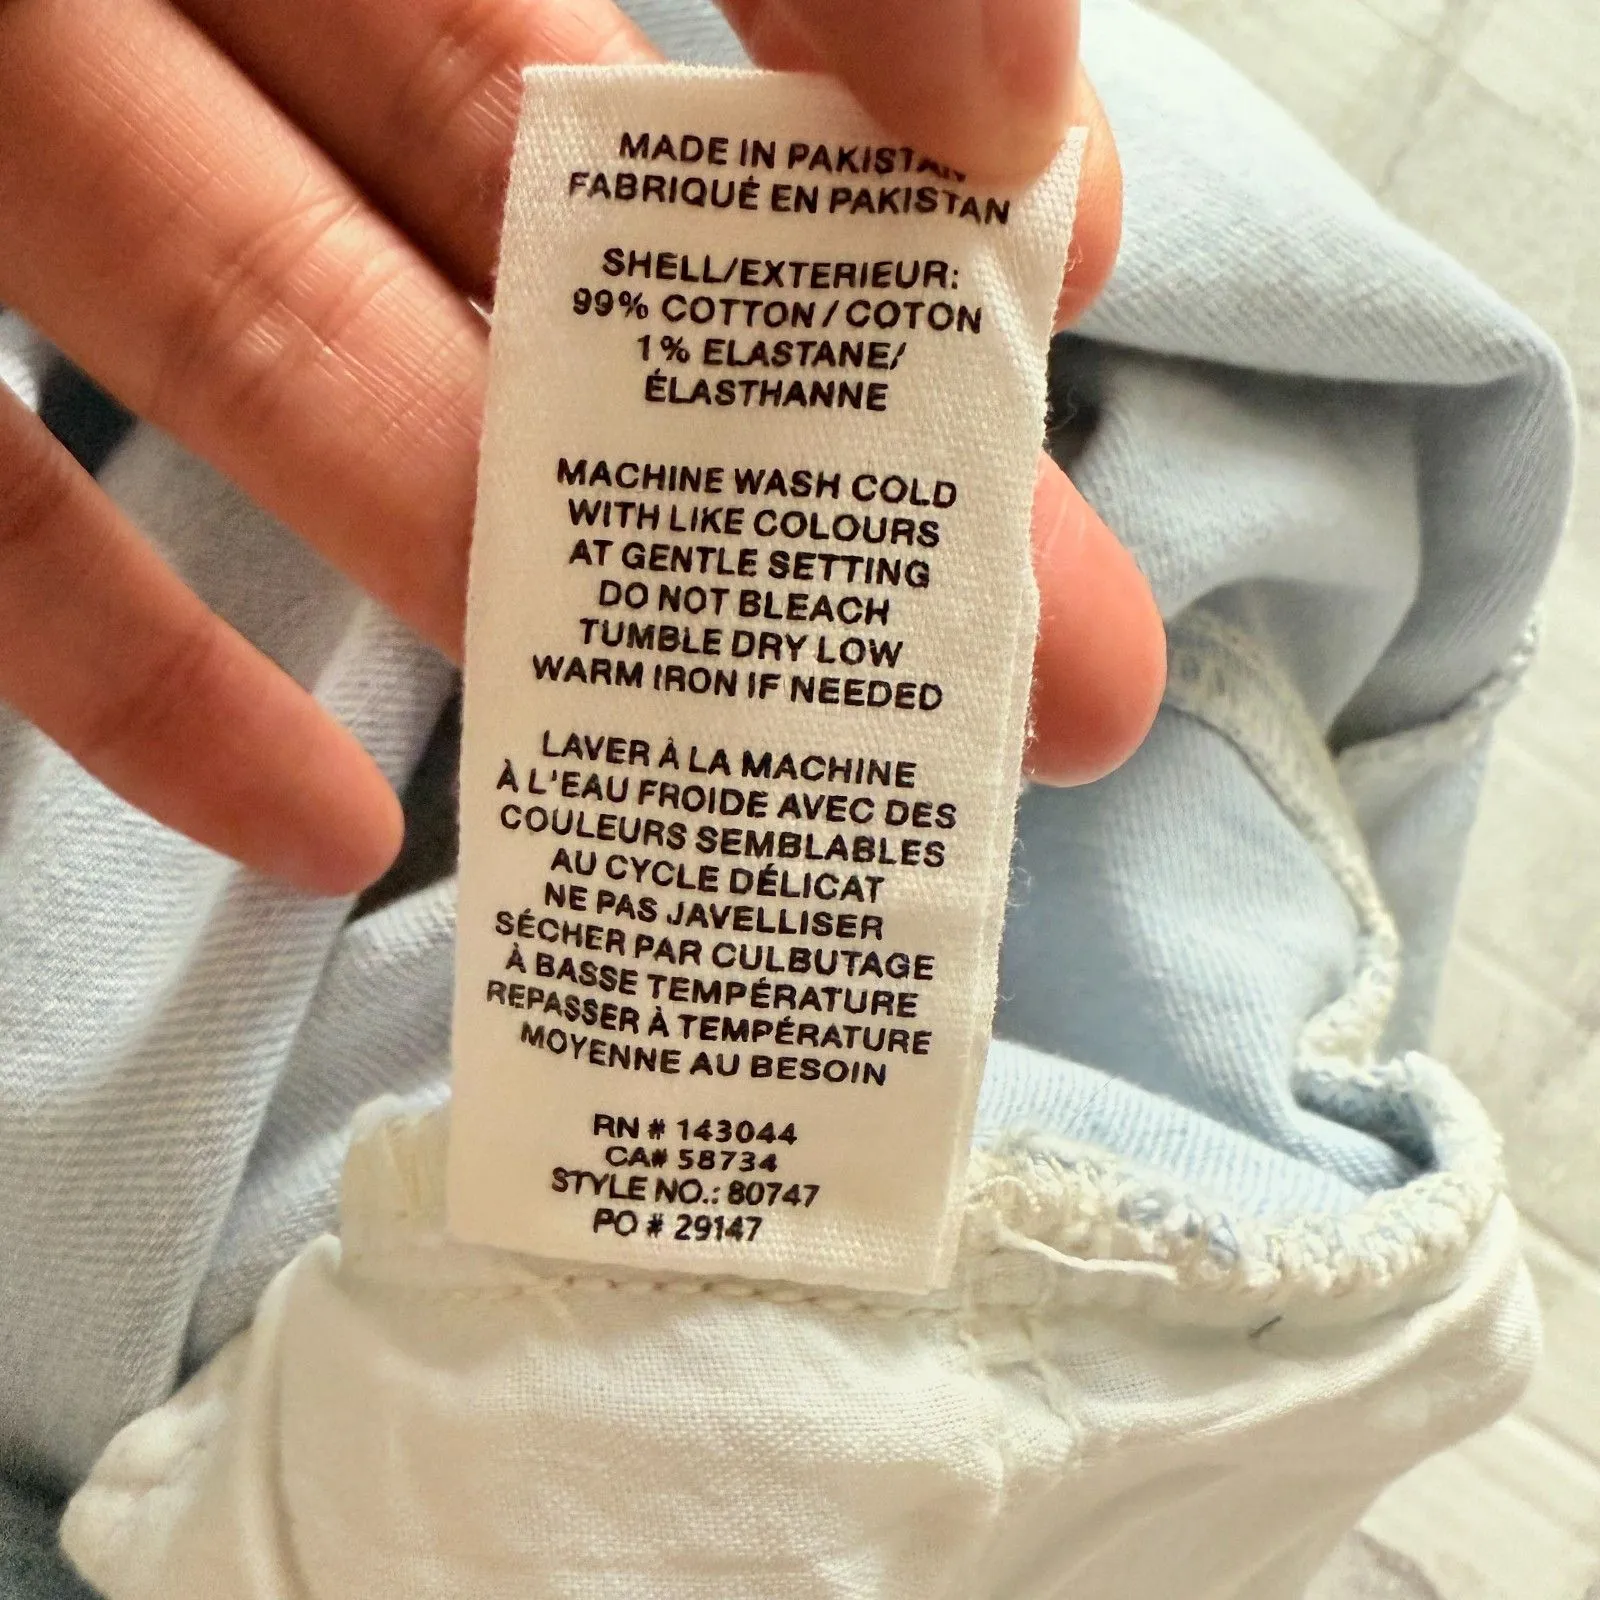 MADE IN PAKISTAN
FABRIQUÉ EN PAKISTAN
SHELL/EXTERIEUR:
99% COTTON / COTON
1% ELASTANE/
ÉLASTHANNE
MACHINE WASH COLD
WITH LIKE COLOURS
AT GENTLE SETTING
DO NOT BLEACH
TUMBLE DRY LOW
WARM IRON IF NEEDED
LAVER À LA MACHINE
À L'EAU FROIDE AVEC DES
COULEURS SEMBLABLES
AU CYCLE DÉLICAT
NE PAS JAVELLISER
SÉCHER PAR CULBUTAGE
À BASSE TEMPÉRATURE
REPASSER À TEMPÉRATURE
MOYENNE AU BESOIN
RN # 143044
CA# 58734
STYLE NO.: 80747
PO # 29147